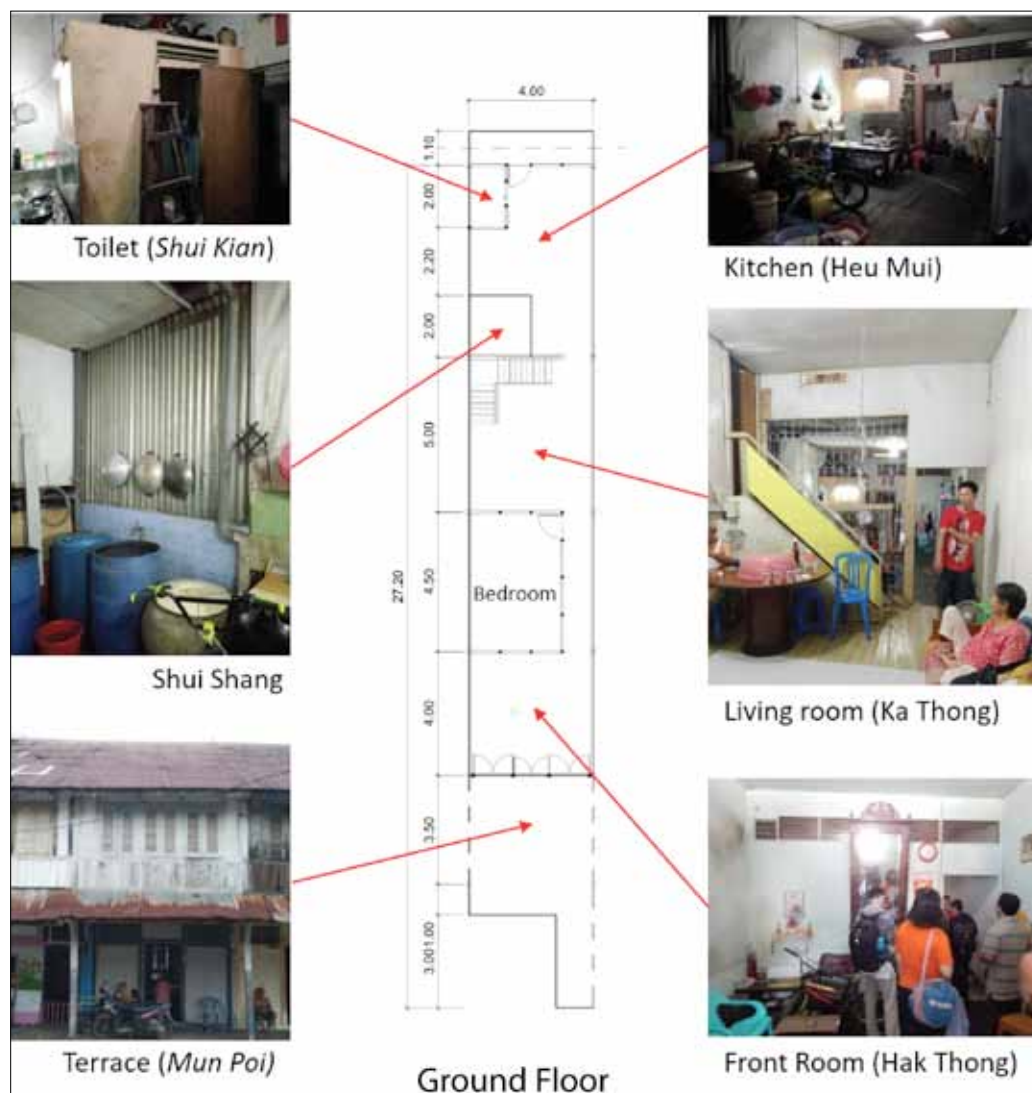 4.00
1.10
2.00
2.20
2.00
5.00
4.50
27.20
4.00
3.50
1.00
3.00
Bedroom
Toilet (Shui Kian)
Kitchen (Heu Mui)
Shui Shang
Living room (Ka Thong)
Terrace (Mun Poi)
Front Room (Hak Thong)
Ground Floor